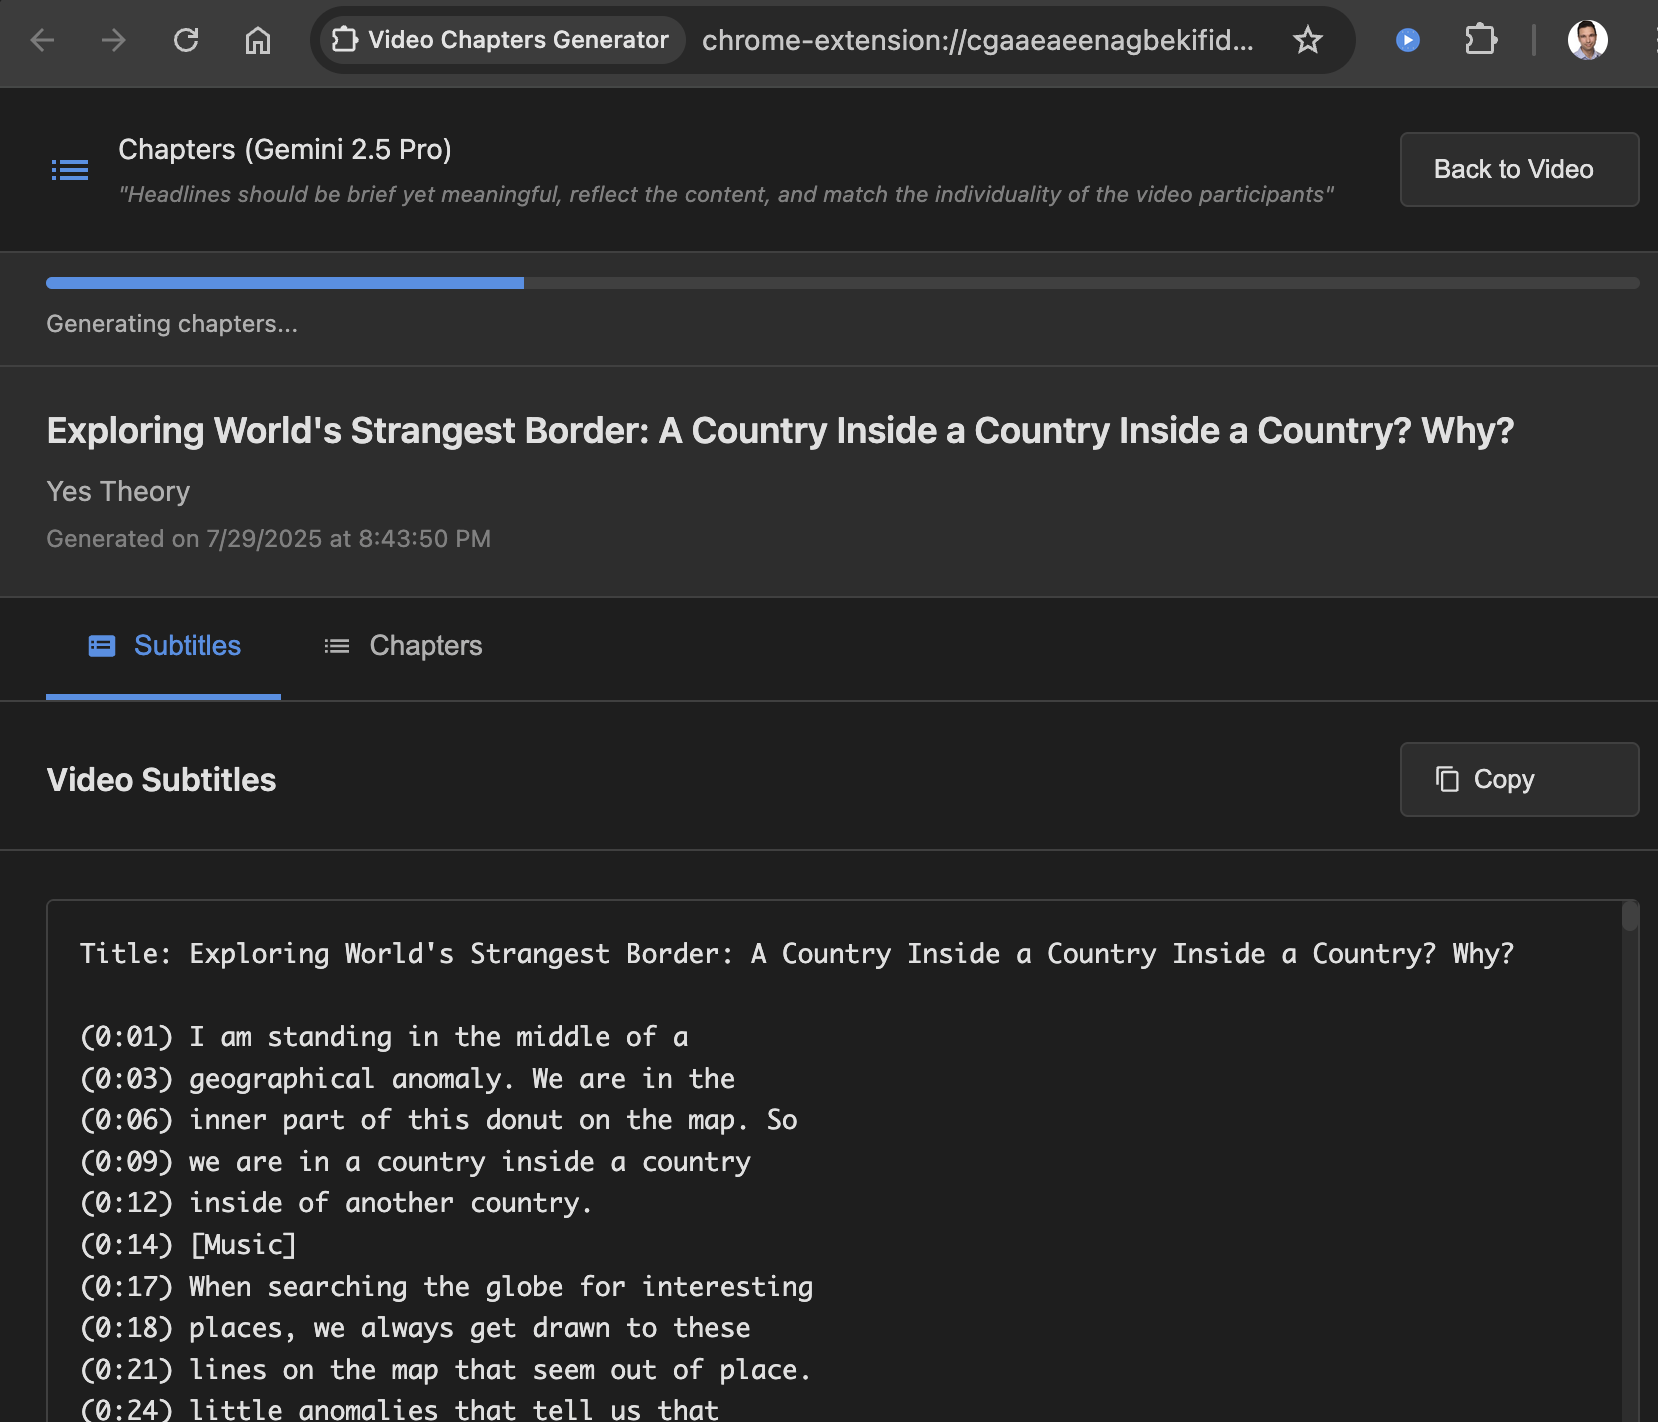 Video Chapters Generator
chrome-extension://cgaaeaeenagbekifid...
Chapters (Gemini 2.5 Pro)
"Headlines should be brief yet meaningful, reflect the content, and match the individuality of the video participants"
Back to Video
Generating chapters...
Exploring World's Strangest Border: A Country Inside a Country Inside a Country? Why?
Yes Theory
Generated on 7/29/2025 at 8:43:50 PM
Subtitles
Chapters
Video Subtitles
Copy
Title: Exploring World's Strangest Border: A Country Inside a Country Inside a Country? Why?
(0:01) I am standing in the middle of a
(0:03) geographical anomaly. We are in the
(0:06) inner part of this donut on the map. So
(0:09) we are in a country inside a country
(0:12) inside of another country.
(0:14) [Music]
(0:17) When searching the globe for interesting
(0:18) places, we always get drawn to these
(0:21) lines on the map that seem out of place.
(0:24) little anomalies that tell us that